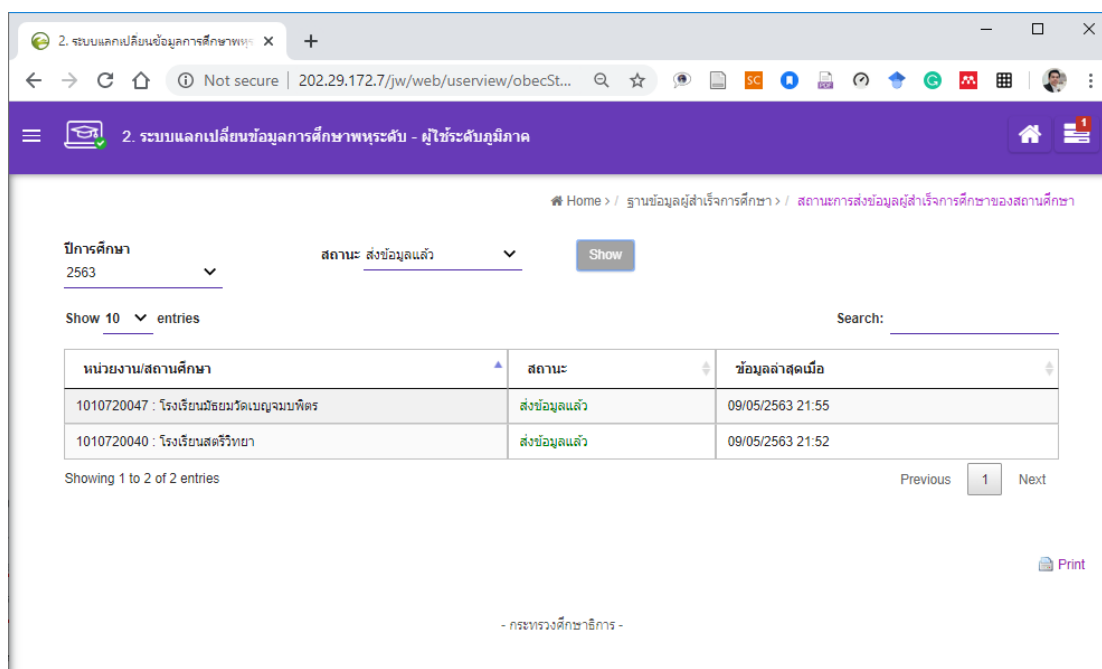 2. ระบบแลกเปลี่ยนข้อมูลการศึกษาพหุร
Not secure | 202.29.172.7/jw/web/userview/obecSt...
2. ระบบแลกเปลี่ยนข้อมูลการศึกษาพหุระดับ - ผู้ใช้ระดับภูมิภาค
1
Home > / ฐานข้อมูลผู้สำเร็จการศึกษา > / สถานะการส่งข้อมูลผู้สำเร็จการศึกษาของสถานศึกษา
ปีการศึกษา
2563
สถานะ ส่งข้อมูลแล้ว
Show
Show 10 entries
Search:
หน่วยงาน/สถานศึกษา สถานะ ข้อมูลล่าสุดเมื่อ
1010720047 : โรงเรียนมัธยมวัดเบญจมบพิตร ส่งข้อมูลแล้ว 09/05/2563 21:55
1010720040 : โรงเรียนสตรีวิทยา ส่งข้อมูลแล้ว 09/05/2563 21:52
Showing 1 to 2 of 2 entries
Previous 1 Next
Print
- กระทรวงศึกษาธิการ -